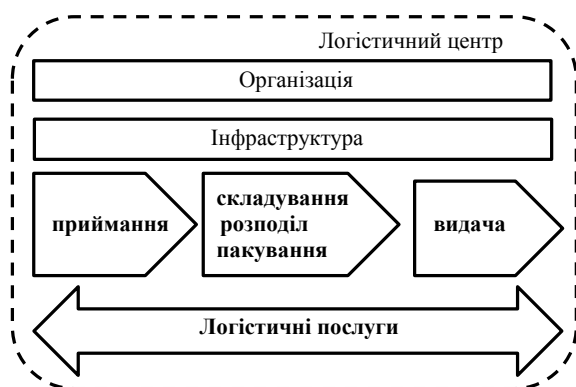 Логістичний центр
Організація
Інфраструктура
приймання
складування
розподіл
пакування
видача
Логістичні послуги